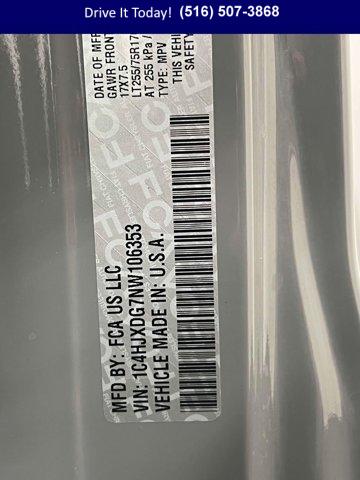 Drive It Today! (516) 507-3868
MFD BY: FCA US LLC
VIN: 1C4HJXDG7NW106353
VEHICLE MADE IN: U.S.A.
DATE OF MFR
GAWR FRONT
17X7.5
LT255/75R17
AT 255 kPa /
TYPE: MPV
THIS VEHI
SAFETY